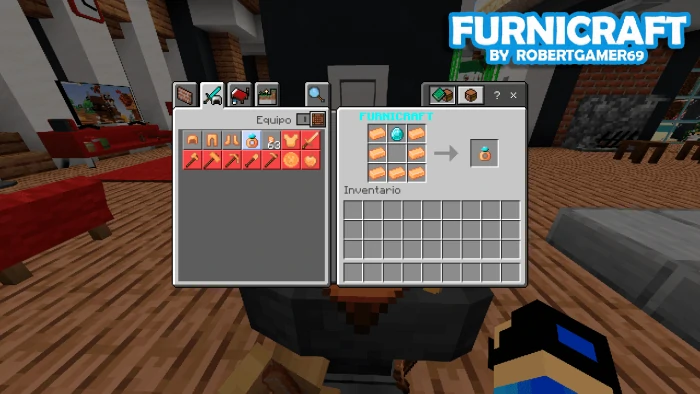 FURNICRAFT
BY ROBERTGAMER69
Equipo
? ×
FURNICRAFT
63
Inventario